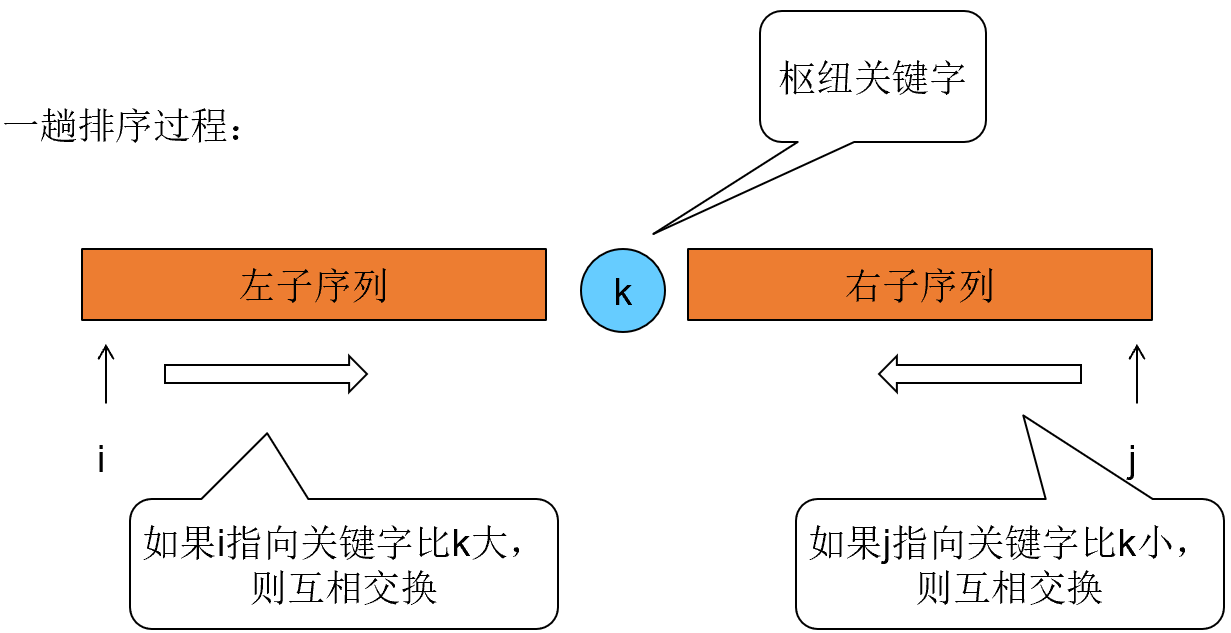 枢纽关键字
一趟排序过程：
左子序列
k
右子序列
i
j
如果i指向关键字比k大，
则互相交换
如果j指向关键字比k小，
则互相交换